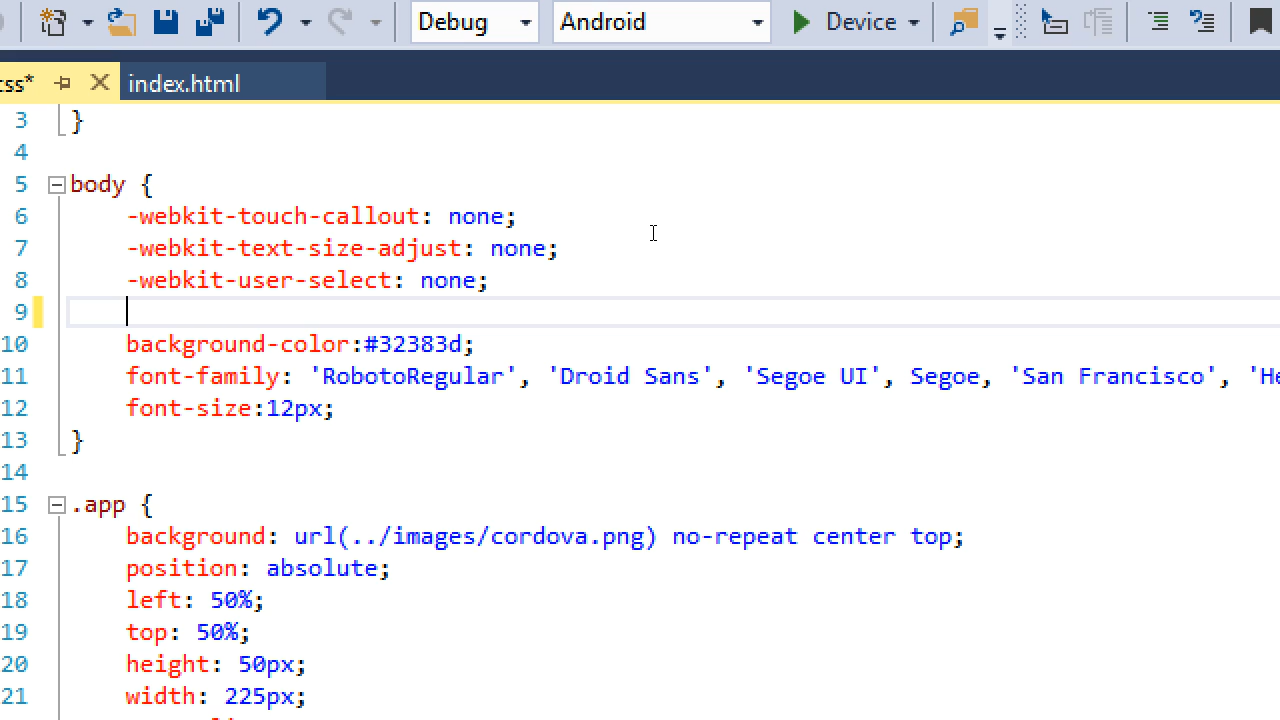 Debug Android Device
css* index.html
3 }
4
5 body {
6 -webkit-touch-callout: none;
7 -webkit-text-size-adjust: none;
8 -webkit-user-select: none;
9
10 background-color:#32383d;
11 font-family: 'RobotoRegular', 'Droid Sans', 'Segoe UI', Segoe, 'San Francisco', 'He
12 font-size:12px;
13 }
14
15 .app {
16 background: url(../images/cordova.png) no-repeat center top;
17 position: absolute;
18 left: 50%;
19 top: 50%;
20 height: 50px;
21 width: 225px;